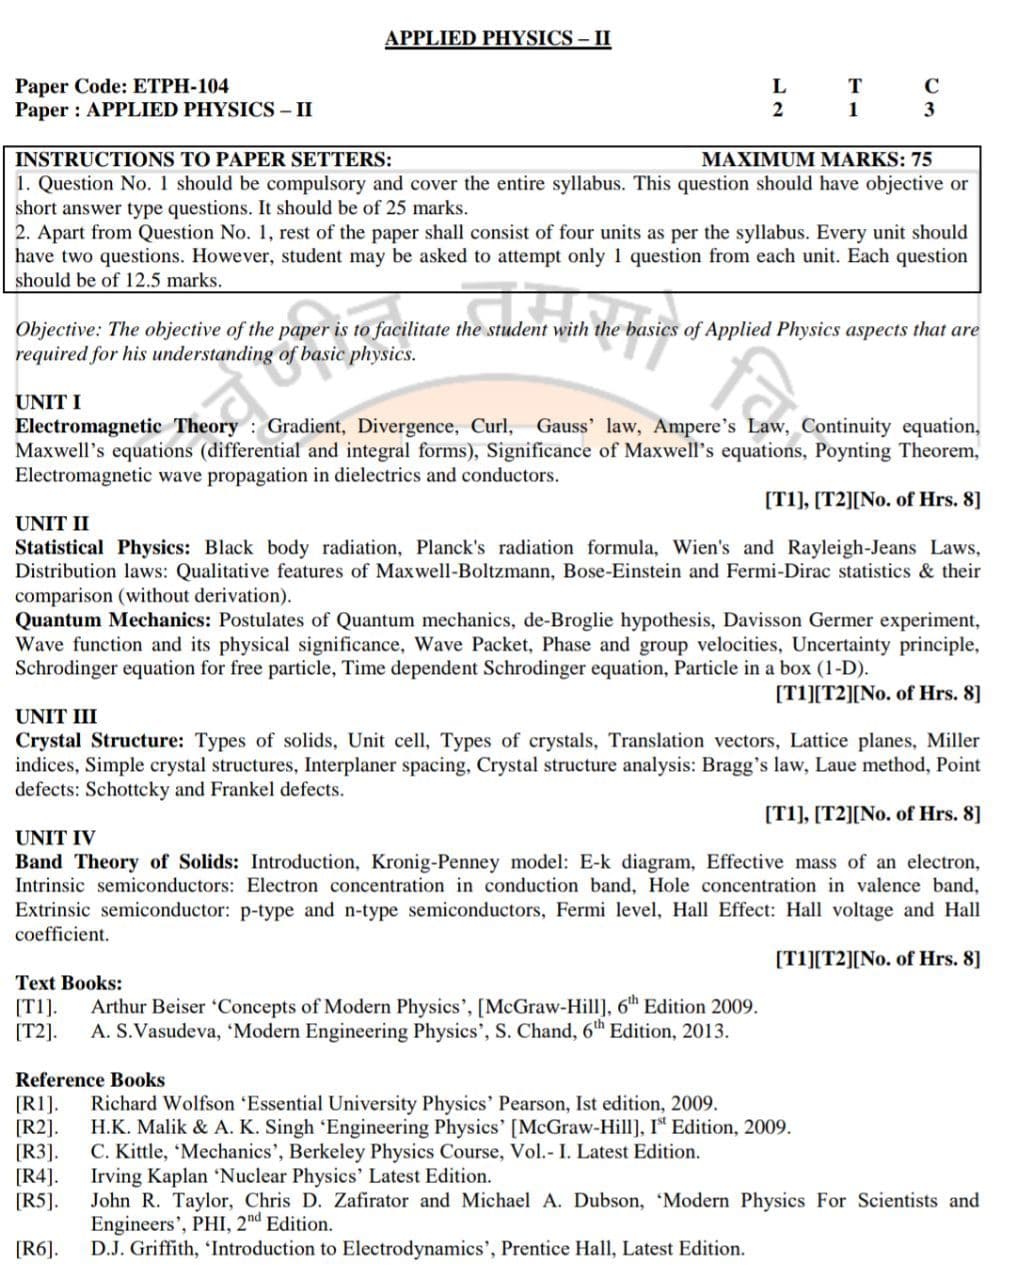 APPLIED PHYSICS – II
Paper Code: ETPH-104 L T C
Paper : APPLIED PHYSICS – II 2 1 3
INSTRUCTIONS TO PAPER SETTERS: MAXIMUM MARKS: 75
1. Question No. 1 should be compulsory and cover the entire syllabus. This question should have objective or
short answer type questions. It should be of 25 marks.
2. Apart from Question No. 1, rest of the paper shall consist of four units as per the syllabus. Every unit should
have two questions. However, student may be asked to attempt only 1 question from each unit. Each question
should be of 12.5 marks.
Objective: The objective of the paper is to facilitate the student with the basics of Applied Physics aspects that are
required for his understanding of basic physics.
UNIT I
Electromagnetic Theory : Gradient, Divergence, Curl, Gauss’ law, Ampere’s Law, Continuity equation,
Maxwell’s equations (differential and integral forms), Significance of Maxwell’s equations, Poynting Theorem,
Electromagnetic wave propagation in dielectrics and conductors.
[T1], [T2][No. of Hrs. 8]
UNIT II
Statistical Physics: Black body radiation, Planck's radiation formula, Wien's and Rayleigh-Jeans Laws,
Distribution laws: Qualitative features of Maxwell-Boltzmann, Bose-Einstein and Fermi-Dirac statistics & their
comparison (without derivation).
Quantum Mechanics: Postulates of Quantum mechanics, de-Broglie hypothesis, Davisson Germer experiment,
Wave function and its physical significance, Wave Packet, Phase and group velocities, Uncertainty principle,
Schrodinger equation for free particle, Time dependent Schrodinger equation, Particle in a box (1-D).
[T1][T2][No. of Hrs. 8]
UNIT III
Crystal Structure: Types of solids, Unit cell, Types of crystals, Translation vectors, Lattice planes, Miller
indices, Simple crystal structures, Interplaner spacing, Crystal structure analysis: Bragg’s law, Laue method, Point
defects: Schottcky and Frankel defects.
[T1], [T2][No. of Hrs. 8]
UNIT IV
Band Theory of Solids: Introduction, Kronig-Penney model: E-k diagram, Effective mass of an electron,
Intrinsic semiconductors: Electron concentration in conduction band, Hole concentration in valence band,
Extrinsic semiconductor: p-type and n-type semiconductors, Fermi level, Hall Effect: Hall voltage and Hall
coefficient.
[T1][T2][No. of Hrs. 8]
Text Books:
[T1]. Arthur Beiser ‘Concepts of Modern Physics’, [McGraw-Hill], 6th Edition 2009.
[T2]. A. S.Vasudeva, ‘Modern Engineering Physics’, S. Chand, 6th Edition, 2013.
Reference Books
[R1]. Richard Wolfson ‘Essential University Physics’ Pearson, Ist edition, 2009.
[R2]. H.K. Malik & A. K. Singh ‘Engineering Physics’ [McGraw-Hill], Ist Edition, 2009.
[R3]. C. Kittle, ‘Mechanics’, Berkeley Physics Course, Vol.- I. Latest Edition.
[R4]. Irving Kaplan ‘Nuclear Physics’ Latest Edition.
[R5]. John R. Taylor, Chris D. Zafirator and Michael A. Dubson, ‘Modern Physics For Scientists and
Engineers’, PHI, 2nd Edition.
[R6]. D.J. Griffith, ‘Introduction to Electrodynamics’, Prentice Hall, Latest Edition.